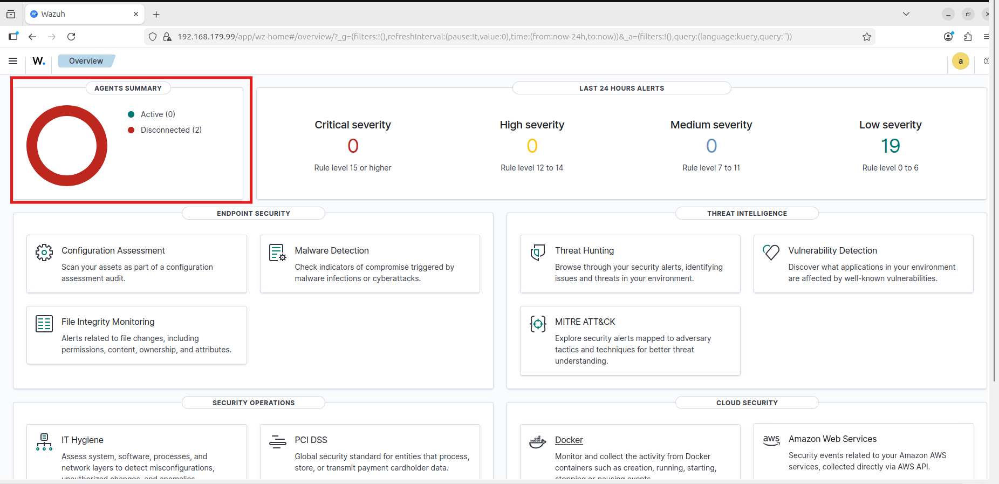 Wazuh
192.168.179.99/app/wz-home#/overview/?_g=(filters:!(),refreshInterval:(pause:!t,value:0),time:(from:now-24h,to:now))&_a=(filters:!(),query:(language:kuery,query:''))
W.
Overview
a
AGENTS SUMMARY
Active (0)
Disconnected (2)
LAST 24 HOURS ALERTS
Critical severity
0
Rule level 15 or higher
High severity
0
Rule level 12 to 14
Medium severity
0
Rule level 7 to 11
Low severity
19
Rule level 0 to 6
ENDPOINT SECURITY
Configuration Assessment
Scan your assets as part of a configuration
assessment audit.
Malware Detection
Check indicators of compromise triggered by
malware infections or cyberattacks.
File Integrity Monitoring
Alerts related to file changes, including
permissions, content, ownership, and attributes.
THREAT INTELLIGENCE
Threat Hunting
Browse through your security alerts, identifying
issues and threats in your environment.
Vulnerability Detection
Discover what applications in your environment
are affected by well-known vulnerabilities.
MITRE ATT&CK
Explore security alerts mapped to adversary
tactics and techniques for better threat
understanding.
SECURITY OPERATIONS
IT Hygiene
Assess system, software, processes, and
network layers to detect misconfigurations,
unauthorized changes, and anomalies.
PCI DSS
Global security standard for entities that process,
store, or transmit payment cardholder data.
CLOUD SECURITY
Docker
Monitor and collect the activity from Docker
containers such as creation, running, starting,
stopping or pausing events.
aws
Amazon Web Services
Security events related to your Amazon AWS
services, collected directly via AWS API.